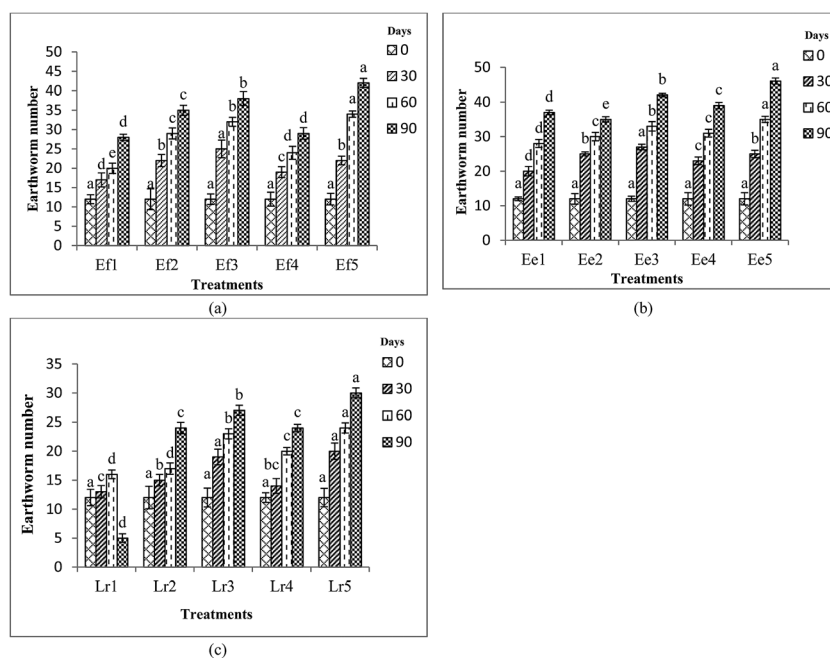 Days
0
30
60
90
Earthworm number
50
45
40
35
30
25
20
15
10
5
0
a d e d
a b c c
a a b b
a c d d
a b a a
Ef1 Ef2 Ef3 Ef4 Ef5
Treatments
(a)
Days
0
30
60
90
Earthworm number
50
40
30
20
10
0
a d d d
a b c e
a a b b
a c c c
a b a a
Ee1 Ee2 Ee3 Ee4 Ee5
Treatments
(b)
Days
0
30
60
90
Earthworm number
35
30
25
20
15
10
5
0
a c d d
a b d c
a a b b
a bc c c
a a a a
Lr1 Lr2 Lr3 Lr4 Lr5
Treatments
(c)